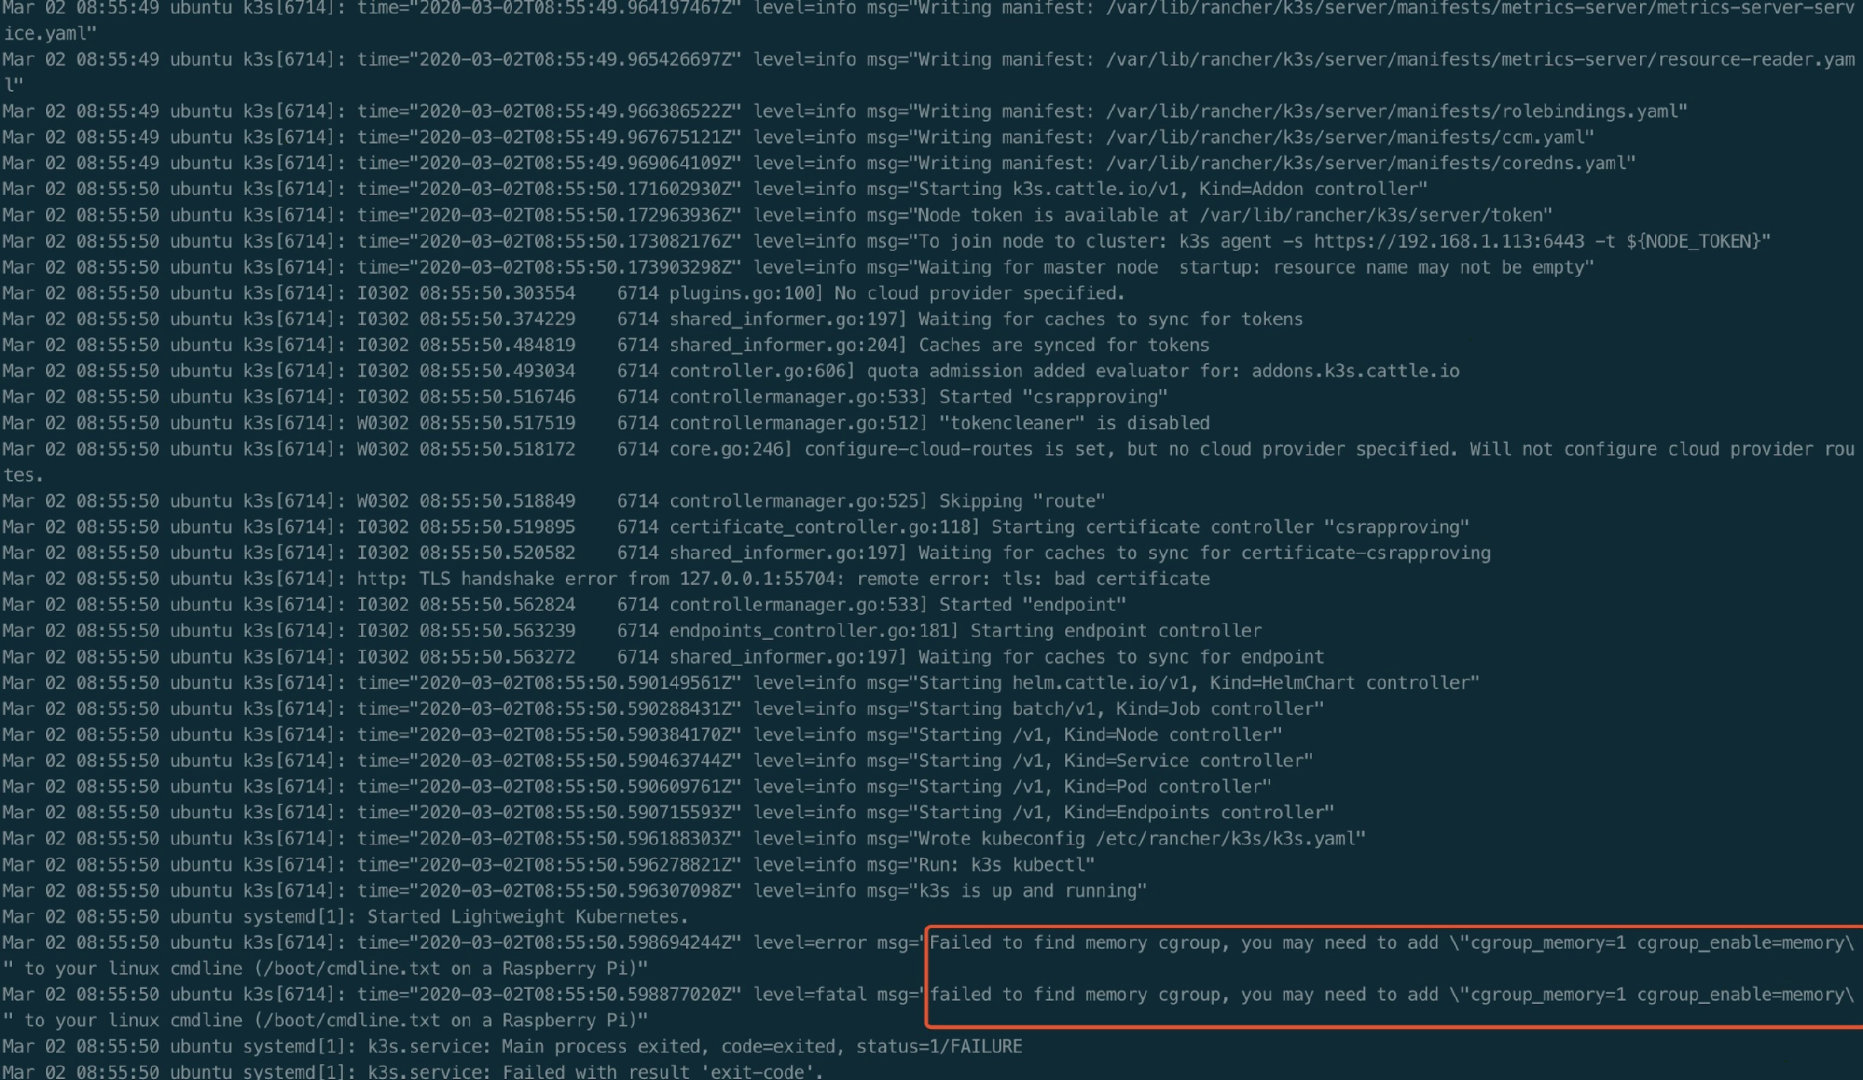 Mar 02 08:55:49 ubuntu k3s[6714]: time="2020-03-02T08:55:49.964197467Z" level=info msg="Writing manifest: /var/lib/rancher/k3s/server/manifests/metrics-server/metrics-server-serv
ice.yaml"
Mar 02 08:55:49 ubuntu k3s[6714]: time="2020-03-02T08:55:49.965426697Z" level=info msg="Writing manifest: /var/lib/rancher/k3s/server/manifests/metrics-server/resource-reader.yam
l"
Mar 02 08:55:49 ubuntu k3s[6714]: time="2020-03-02T08:55:49.966386522Z" level=info msg="Writing manifest: /var/lib/rancher/k3s/server/manifests/rolebindings.yaml"
Mar 02 08:55:49 ubuntu k3s[6714]: time="2020-03-02T08:55:49.967675121Z" level=info msg="Writing manifest: /var/lib/rancher/k3s/server/manifests/ccm.yaml"
Mar 02 08:55:49 ubuntu k3s[6714]: time="2020-03-02T08:55:49.969064109Z" level=info msg="Writing manifest: /var/lib/rancher/k3s/server/manifests/coredns.yaml"
Mar 02 08:55:50 ubuntu k3s[6714]: time="2020-03-02T08:55:50.171602930Z" level=info msg="Starting k3s.cattle.io/v1, Kind=Addon controller"
Mar 02 08:55:50 ubuntu k3s[6714]: time="2020-03-02T08:55:50.172963936Z" level=info msg="Node token is available at /var/lib/rancher/k3s/server/token"
Mar 02 08:55:50 ubuntu k3s[6714]: time="2020-03-02T08:55:50.173082176Z" level=info msg="To join node to cluster: k3s agent -s https://192.168.1.113:6443 -t ${NODE_TOKEN}"
Mar 02 08:55:50 ubuntu k3s[6714]: time="2020-03-02T08:55:50.173903298Z" level=info msg="Waiting for master node  startup: resource name may not be empty"
Mar 02 08:55:50 ubuntu k3s[6714]: I0302 08:55:50.303554    6714 plugins.go:100] No cloud provider specified.
Mar 02 08:55:50 ubuntu k3s[6714]: I0302 08:55:50.374229    6714 shared_informer.go:197] Waiting for caches to sync for tokens
Mar 02 08:55:50 ubuntu k3s[6714]: I0302 08:55:50.484819    6714 shared_informer.go:204] Caches are synced for tokens
Mar 02 08:55:50 ubuntu k3s[6714]: I0302 08:55:50.493034    6714 controller.go:606] quota admission added evaluator for: addons.k3s.cattle.io
Mar 02 08:55:50 ubuntu k3s[6714]: I0302 08:55:50.516746    6714 controllermanager.go:533] Started "csrapproving"
Mar 02 08:55:50 ubuntu k3s[6714]: W0302 08:55:50.517519    6714 controllermanager.go:512] "tokencleaner" is disabled
Mar 02 08:55:50 ubuntu k3s[6714]: W0302 08:55:50.518172    6714 core.go:246] configure-cloud-routes is set, but no cloud provider specified. Will not configure cloud provider rou
tes.
Mar 02 08:55:50 ubuntu k3s[6714]: W0302 08:55:50.518849    6714 controllermanager.go:525] Skipping "route"
Mar 02 08:55:50 ubuntu k3s[6714]: I0302 08:55:50.519895    6714 certificate_controller.go:118] Starting certificate controller "csrapproving"
Mar 02 08:55:50 ubuntu k3s[6714]: I0302 08:55:50.520582    6714 shared_informer.go:197] Waiting for caches to sync for certificate-csrapproving
Mar 02 08:55:50 ubuntu k3s[6714]: http: TLS handshake error from 127.0.0.1:55704: remote error: tls: bad certificate
Mar 02 08:55:50 ubuntu k3s[6714]: I0302 08:55:50.562824    6714 controllermanager.go:533] Started "endpoint"
Mar 02 08:55:50 ubuntu k3s[6714]: I0302 08:55:50.563239    6714 endpoints_controller.go:181] Starting endpoint controller
Mar 02 08:55:50 ubuntu k3s[6714]: I0302 08:55:50.563272    6714 shared_informer.go:197] Waiting for caches to sync for endpoint
Mar 02 08:55:50 ubuntu k3s[6714]: time="2020-03-02T08:55:50.590149561Z" level=info msg="Starting helm.cattle.io/v1, Kind=HelmChart controller"
Mar 02 08:55:50 ubuntu k3s[6714]: time="2020-03-02T08:55:50.590288431Z" level=info msg="Starting batch/v1, Kind=Job controller"
Mar 02 08:55:50 ubuntu k3s[6714]: time="2020-03-02T08:55:50.590384170Z" level=info msg="Starting /v1, Kind=Node controller"
Mar 02 08:55:50 ubuntu k3s[6714]: time="2020-03-02T08:55:50.590463744Z" level=info msg="Starting /v1, Kind=Service controller"
Mar 02 08:55:50 ubuntu k3s[6714]: time="2020-03-02T08:55:50.590609761Z" level=info msg="Starting /v1, Kind=Pod controller"
Mar 02 08:55:50 ubuntu k3s[6714]: time="2020-03-02T08:55:50.590715593Z" level=info msg="Starting /v1, Kind=Endpoints controller"
Mar 02 08:55:50 ubuntu k3s[6714]: time="2020-03-02T08:55:50.596188303Z" level=info msg="Wrote kubeconfig /etc/rancher/k3s/k3s.yaml"
Mar 02 08:55:50 ubuntu k3s[6714]: time="2020-03-02T08:55:50.596278821Z" level=info msg="Run: k3s kubectl"
Mar 02 08:55:50 ubuntu k3s[6714]: time="2020-03-02T08:55:50.596307098Z" level=info msg="k3s is up and running"
Mar 02 08:55:50 ubuntu systemd[1]: Started Lightweight Kubernetes.
Mar 02 08:55:50 ubuntu k3s[6714]: time="2020-03-02T08:55:50.598694244Z" level=error msg="Failed to find memory cgroup, you may need to add \"cgroup_memory=1 cgroup_enable=memory\
" to your linux cmdline (/boot/cmdline.txt on a Raspberry Pi)"
Mar 02 08:55:50 ubuntu k3s[6714]: time="2020-03-02T08:55:50.598877020Z" level=fatal msg="failed to find memory cgroup, you may need to add \"cgroup_memory=1 cgroup_enable=memory\
" to your linux cmdline (/boot/cmdline.txt on a Raspberry Pi)"
Mar 02 08:55:50 ubuntu systemd[1]: k3s.service: Main process exited, code=exited, status=1/FAILURE
Mar 02 08:55:50 ubuntu systemd[1]: k3s.service: Failed with result 'exit-code'.